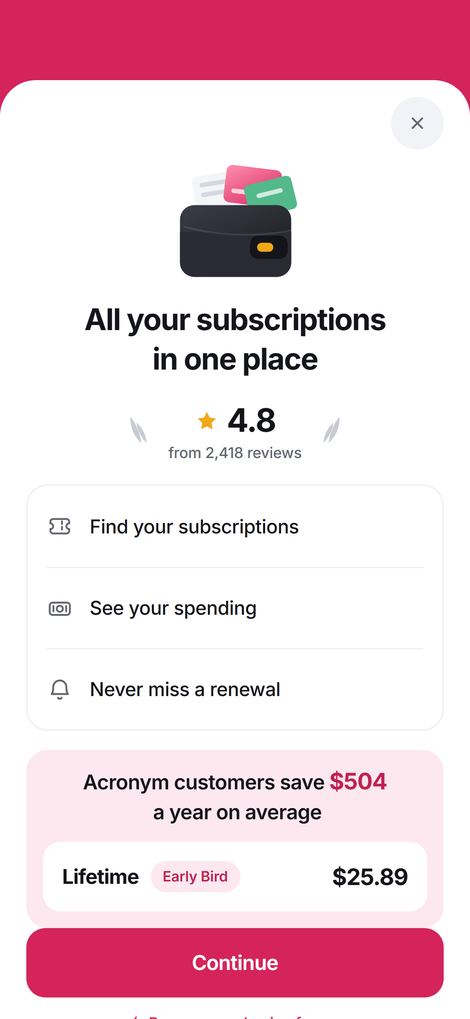 All your subscriptions
in one place
4.8
from 2,418 reviews
Find your subscriptions
See your spending
Never miss a renewal
Acronym customers save $504
a year on average
Lifetime Early Bird $25.89
Continue